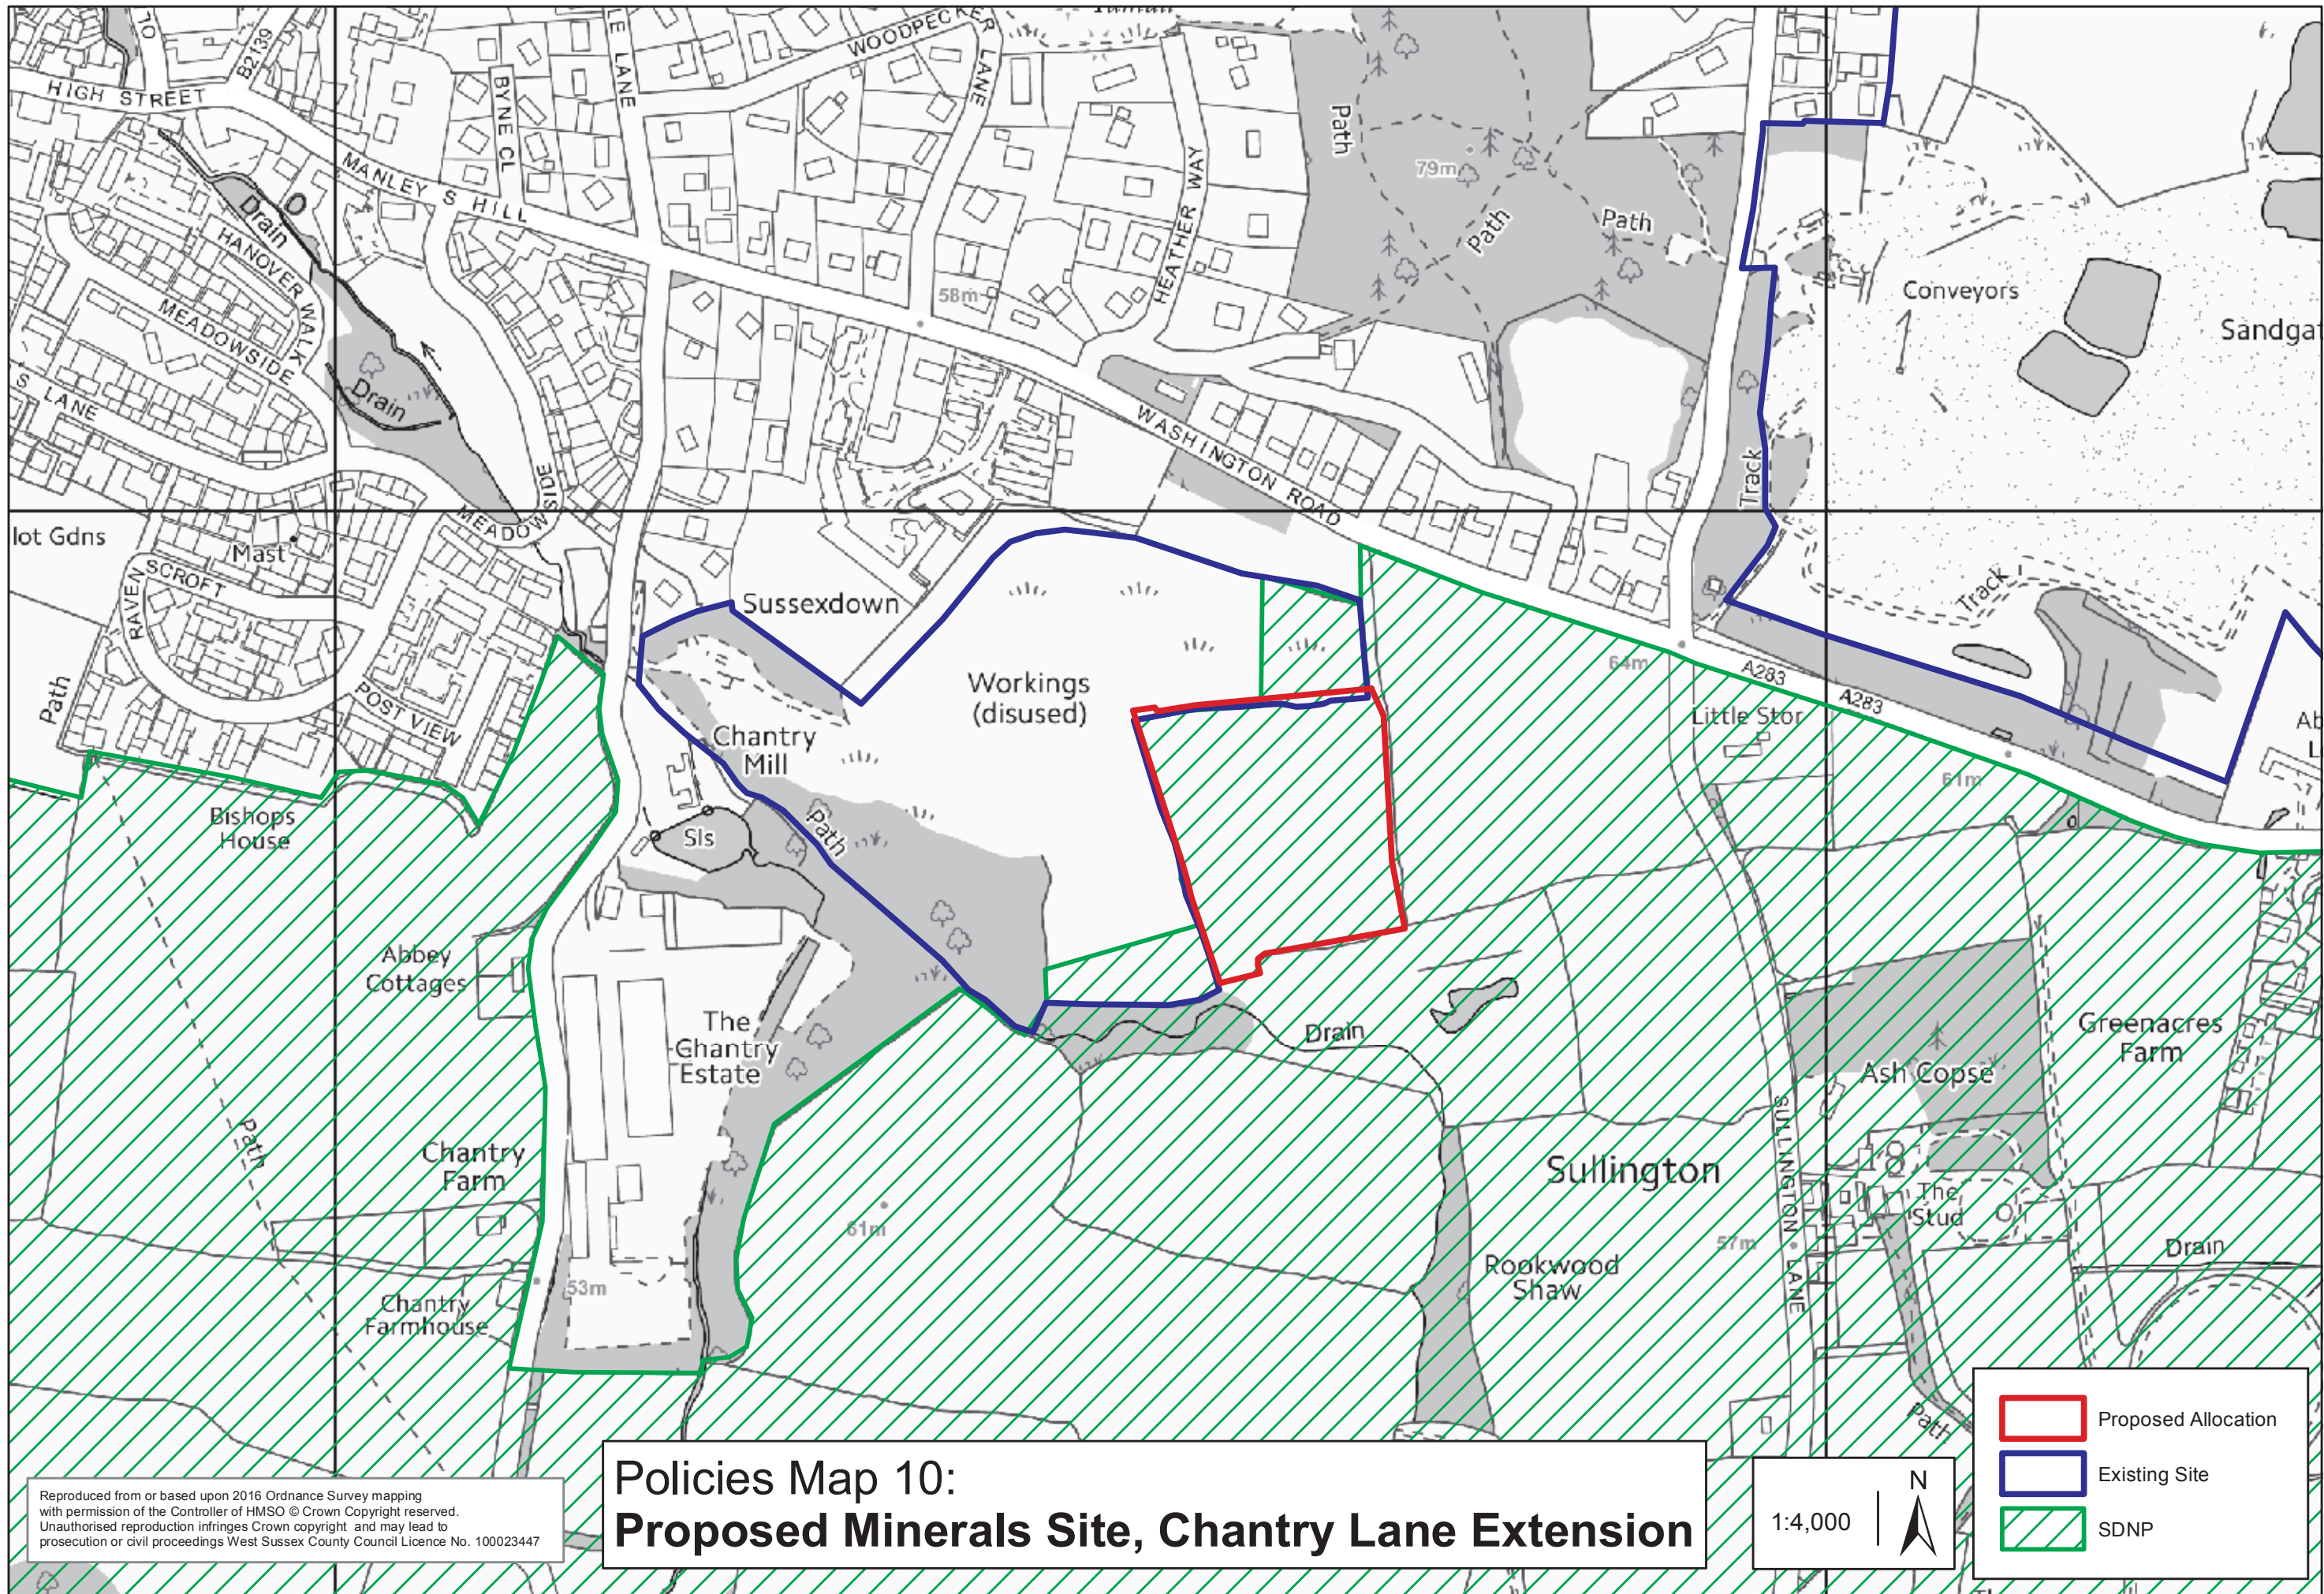 B2139
HIGH STREET
LE LANE
WOODPECKER LANE
BYNE CL
MANLEY S HILL
HEATHER WAY
Path
79m
Path
Path
Drain
HANOVER WALK
MEADOWSIDE
58m
Conveyors
Drain
S LANE
WASHINGTON ROAD
Track
MEADOWSIDE
lot Gdns
Mast
RAVENSCROFT
Sussexdown
Track
Path
POST VIEW
Workings
(disused)
64m
A283
A283
Little Stor
Chantry
Mill
61m
Bishops
House
Sls
Path
Abbey
Cottages
The
Chantry
Estate
Drain
Greenacres
Farm
Ash Copse
Path
Chantry
Farm
Sullington
SULLINGTON LANE
The
Stud
61m
57m
Drain
Rookwood
Shaw
53m
Chantry
Farmhouse
Path
Proposed Allocation
Existing Site
SDNP
Policies Map 10:
Proposed Minerals Site, Chantry Lane Extension
1:4,000
N
Reproduced from or based upon 2016 Ordnance Survey mapping
with permission of the Controller of HMSO © Crown Copyright reserved.
Unauthorised reproduction infringes Crown copyright and may lead to
prosecution or civil proceedings West Sussex County Council Licence No. 100023447